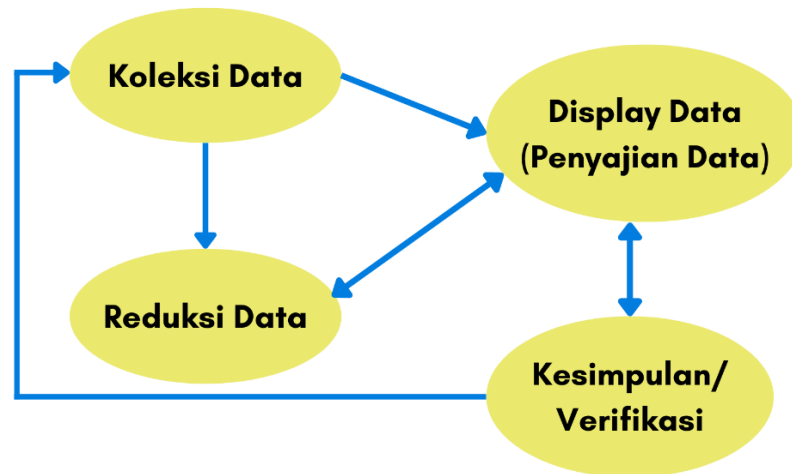 Koleksi Data
Display Data
(Penyajian Data)
Reduksi Data
Kesimpulan/
Verifikasi